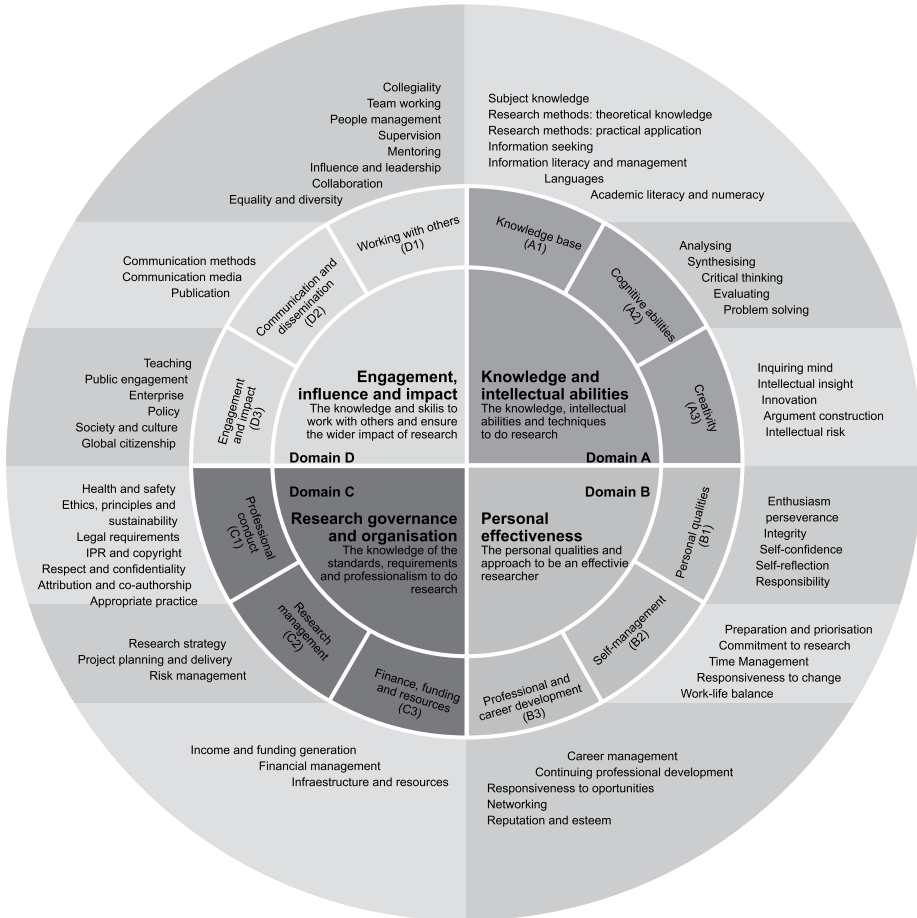 Collegiality
Team working
People management
Supervision
Mentoring
Influence and leadership
Collaboration
Equality and diversity
Subject knowledge
Research methods: theoretical knowledge
Research methods: practical application
Information seeking
Information literacy and management
Languages
Academic literacy and numeracy
Working with others
(D1)
Knowledge base
(A1)
Communication methods
Communication media
Publication
Communication and
dissemination
(D2)
Cognitive abilities
(A2)
Analysing
Synthesising
Critical thinking
Evaluating
Problem solving
Teaching
Public engagement
Enterprise
Policy
Society and culture
Global citizenship
Engagement
and impact
(D3)
Creativity
(A3)
Inquiring mind
Intellectual insight
Innovation
Argument construction
Intellectual risk
Engagement,
influence and impact
The knowledge and skilis to
work with others and ensure
the wider impact of research
Domain D
Knowledge and
intellectual abilities
The knowledge, intellectual
abilities and techniques
to do research
Domain A
Domain C
Research governance
and organisation
The knowledge of the
standards, requirements
and professionalism to do
research
Domain B
Personal
effectiveness
The personal qualities and
approach to be an effectivie
researcher
Health and safety
Ethics, principles and
sustainability
Legal requirements
IPR and copyright
Respect and confidentiality
Attribution and co-authorship
Appropriate practice
Professional
conduct
(C1)
Personal qualities
(B1)
Enthusiasm
perseverance
Integrity
Self-confidence
Self-reflection
Responsibility
Research strategy
Project planning and delivery
Risk management
Research
management
(C2)
Self-management
(B2)
Preparation and priorisation
Commitment to research
Time Management
Responsiveness to change
Work-life balance
Finance, funding
and resources
(C3)
Professional and
career development
(B3)
Income and funding generation
Financial management
Infraestructure and resources
Career management
Continuing professional development
Responsiveness to oportunities
Networking
Reputation and esteem